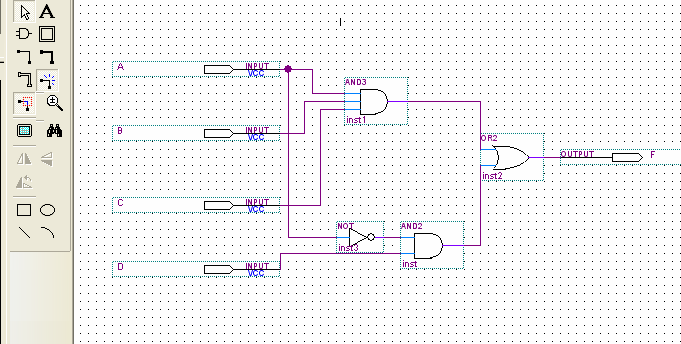 A
A INPUT
VCC
AND3
inst1
B INPUT
VCC
OR2
inst2
OUTPUT F
C INPUT
VCC
NOT
inst3
AND2
inst
D INPUT
VCC